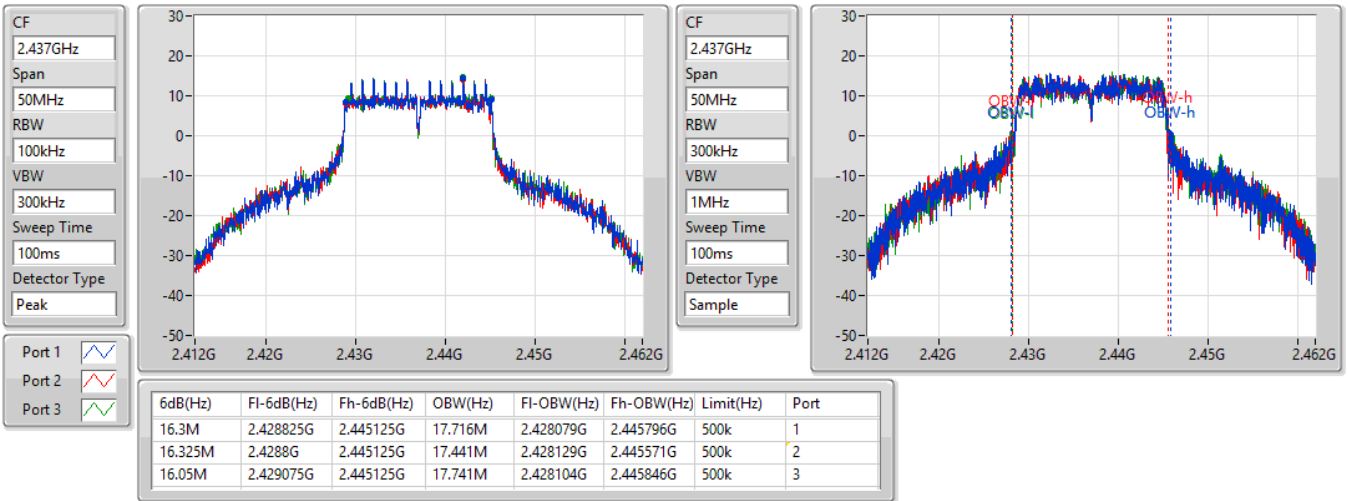 CF
2.437GHz
Span
50MHz
RBW
100kHz
VBW
300kHz
Sweep Time
100ms
Detector Type
Peak
30
20
10
0
-10
-20
-30
-40
-50
2.412G 2.42G 2.43G 2.44G 2.45G 2.462G
CF
2.437GHz
Span
50MHz
RBW
300kHz
VBW
1MHz
Sweep Time
100ms
Detector Type
Sample
30
20
10
0
-10
-20
-30
-40
-50
OBW-h
OBW-l OBW-h
2.412G 2.42G 2.43G 2.44G 2.45G 2.462G
Port 1
Port 2
Port 3
6dB(Hz) Fl-6dB(Hz) Fh-6dB(Hz) OBW(Hz) Fl-OBW(Hz) Fh-OBW(Hz) Limit(Hz) Port
16.3M 2.428825G 2.445125G 17.716M 2.428079G 2.445796G 500k 1
16.325M 2.4288G 2.445125G 17.441M 2.428129G 2.445571G 500k 2
16.05M 2.429075G 2.445125G 17.741M 2.428104G 2.445846G 500k 3